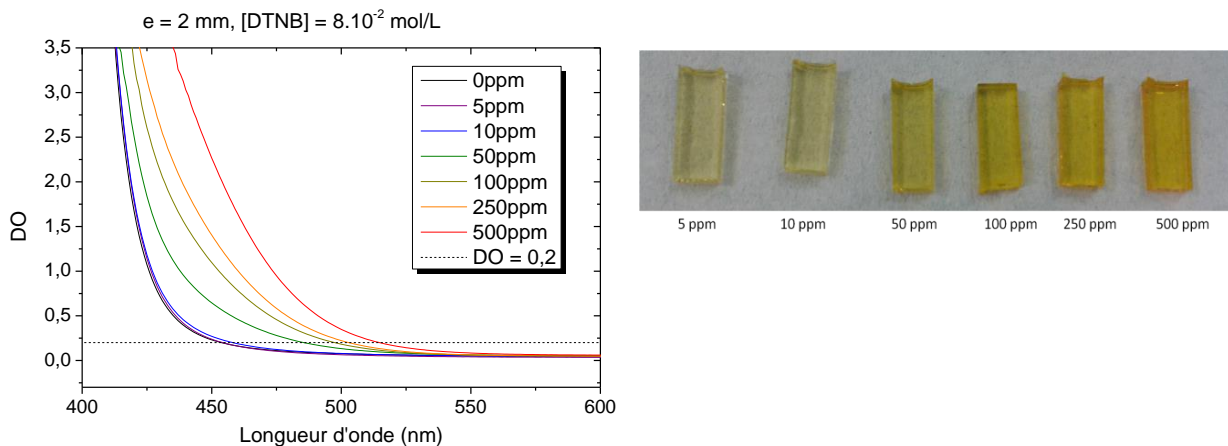 e = 2 mm, [DTNB] = 8.10⁻² mol/L
3,5
3,0
2,5
2,0
1,5
1,0
0,5
0,0
DO
0ppm
5ppm
10ppm
50ppm
100ppm
250ppm
500ppm
DO = 0,2
400 450 500 550 600
Longueur d'onde (nm)
5 ppm 10 ppm 50 ppm 100 ppm 250 ppm 500 ppm